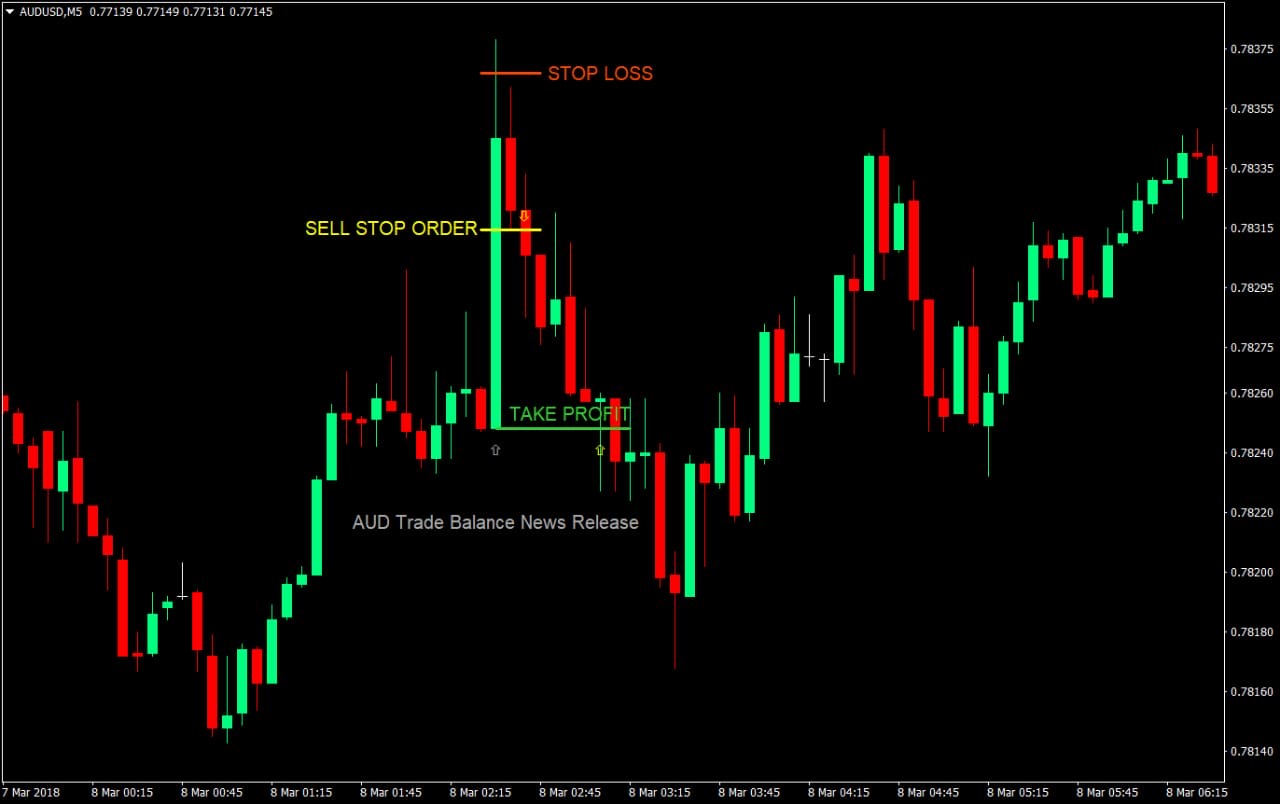 AUDUSD,M5 0.77139 0.77149 0.77131 0.77145
0.78375
STOP LOSS
0.78355
0.78335
SELL STOP ORDER
0.78315
0.78295
0.78275
0.78260
TAKE PROFIT
0.78240
AUD Trade Balance News Release
0.78220
0.78200
0.78180
0.78160
0.78140
7 Mar 2018 8 Mar 00:15 8 Mar 00:45 8 Mar 01:15 8 Mar 01:45 8 Mar 02:15 8 Mar 02:45 8 Mar 03:15 8 Mar 03:45 8 Mar 04:15 8 Mar 04:45 8 Mar 05:15 8 Mar 05:45 8 Mar 06:15